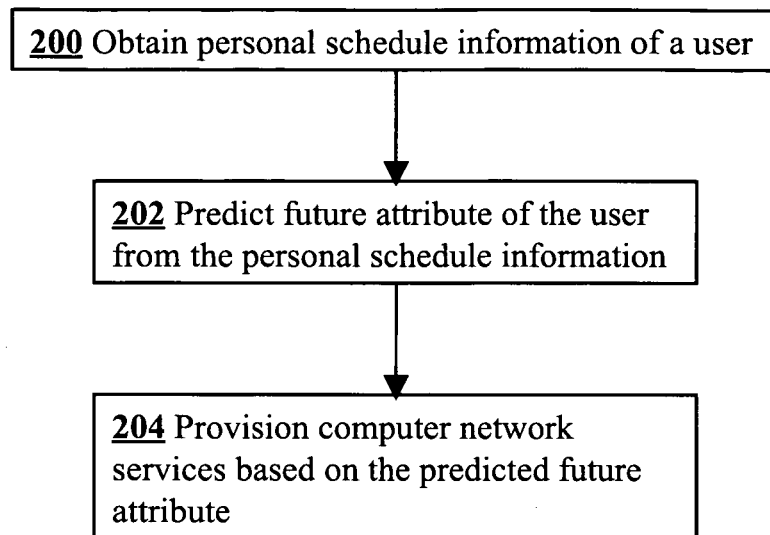 200 Obtain personal schedule information of a user
202 Predict future attribute of the user
from the personal schedule information
204 Provision computer network
services based on the predicted future
attribute